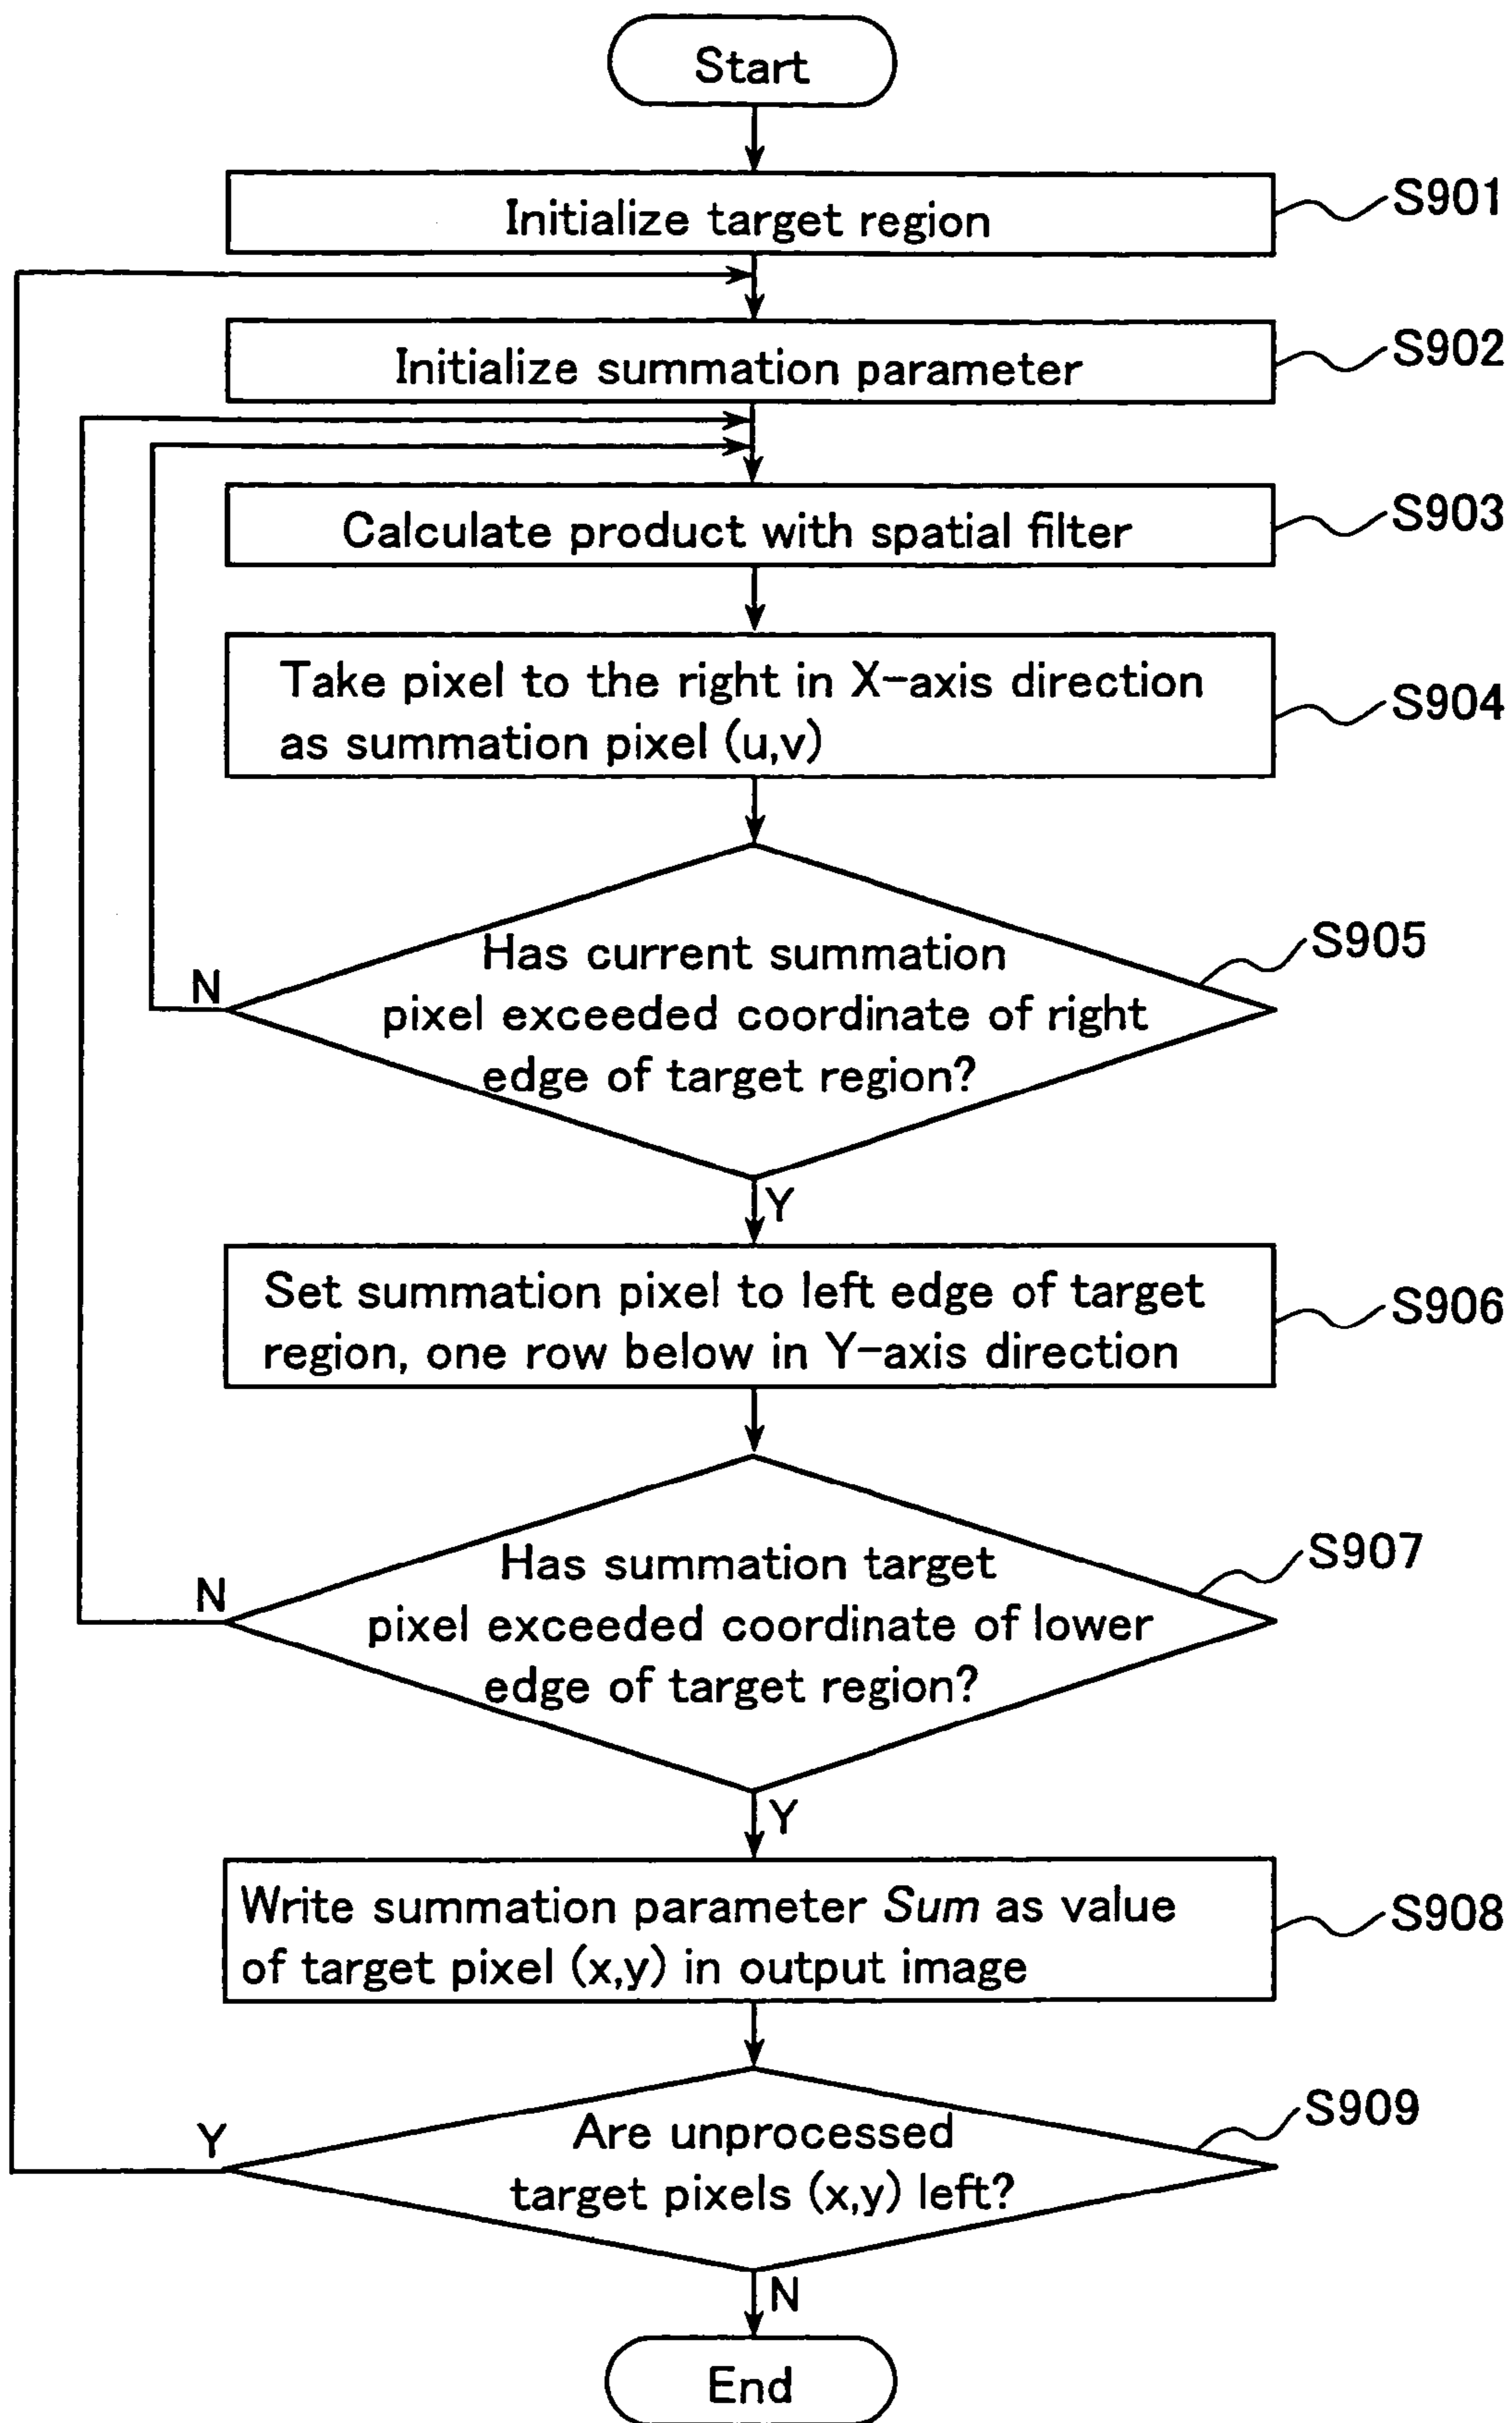 Start
Initialize target region
S901
Initialize summation parameter
S902
Calculate product with spatial filter
S903
Take pixel to the right in X-axis direction
as summation pixel (u,v)
S904
Has current summation
pixel exceeded coordinate of right
edge of target region?
S905
N
Y
Set summation pixel to left edge of target
region, one row below in Y-axis direction
S906
Has summation target
pixel exceeded coordinate of lower
edge of target region?
S907
N
Y
Write summation parameter Sum as value
of target pixel (x,y) in output image
S908
Are unprocessed
target pixels (x,y) left?
S909
Y
N
End